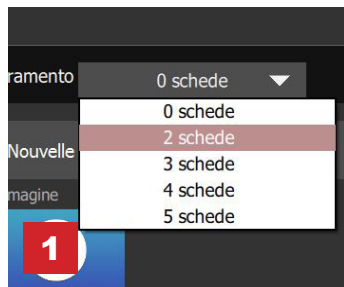 ramento 0 schede
0 schede
2 schede
3 schede
4 schede
5 schede
Nouvelle
magine
1